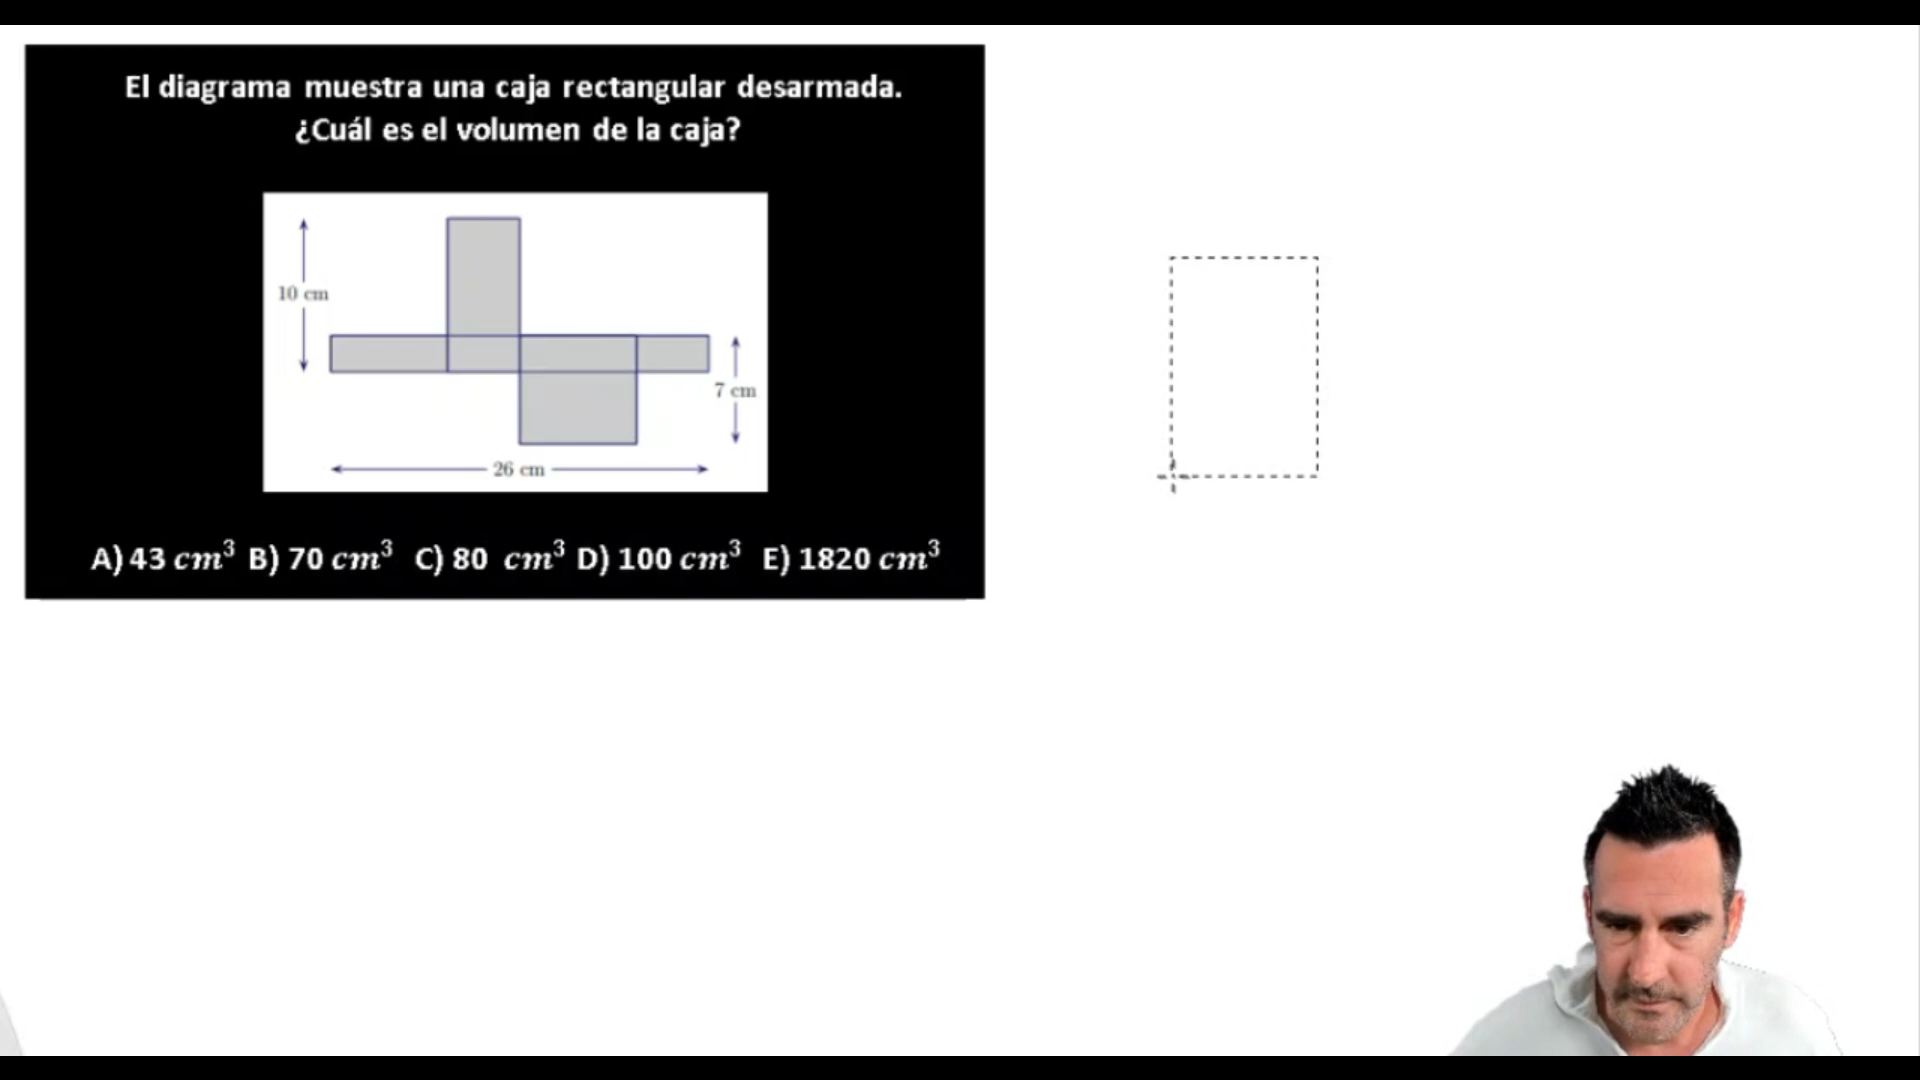 El diagrama muestra una caja rectangular desarmada.
¿Cuál es el volumen de la caja?
10 cm
7 cm
26 cm
A) 43 cm³ B) 70 cm³ C) 80 cm³ D) 100 cm³ E) 1820 cm³